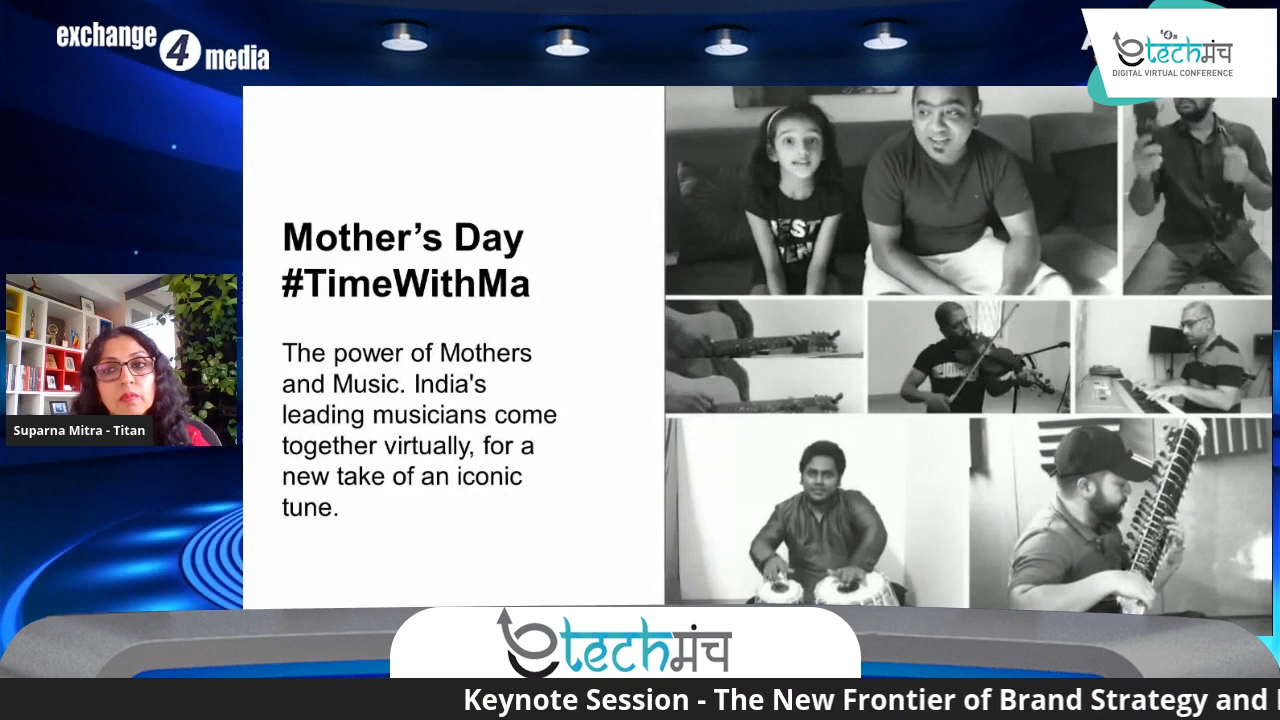 exchange
4
media
techमंच
DIGITAL VIRTUAL CONFERENCE
Mother’s Day
#TimeWithMa
The power of Mothers
and Music. India's
leading musicians come
together virtually, for a
new take of an iconic
tune.
Suparna Mitra - Titan
techमंच
Keynote Session - The New Frontier of Brand Strategy and